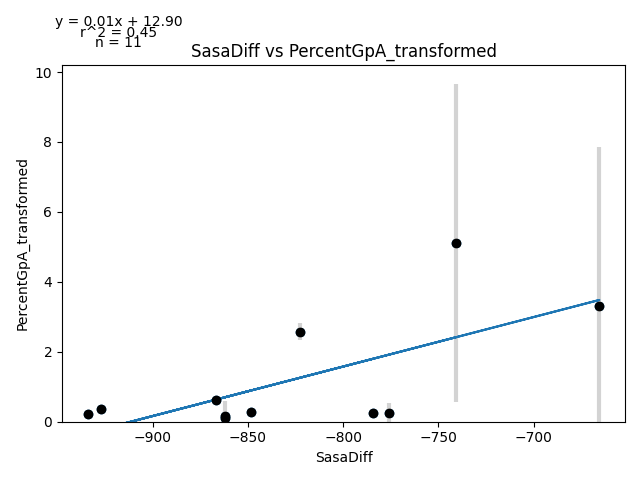 y = 0.01x + 12.90
r^2 = 0.45
n = 11
SasaDiff vs PercentGpA_transformed
10
8
6
4
2
0
PercentGpA_transformed
−900
−850
−800
−750
−700
SasaDiff